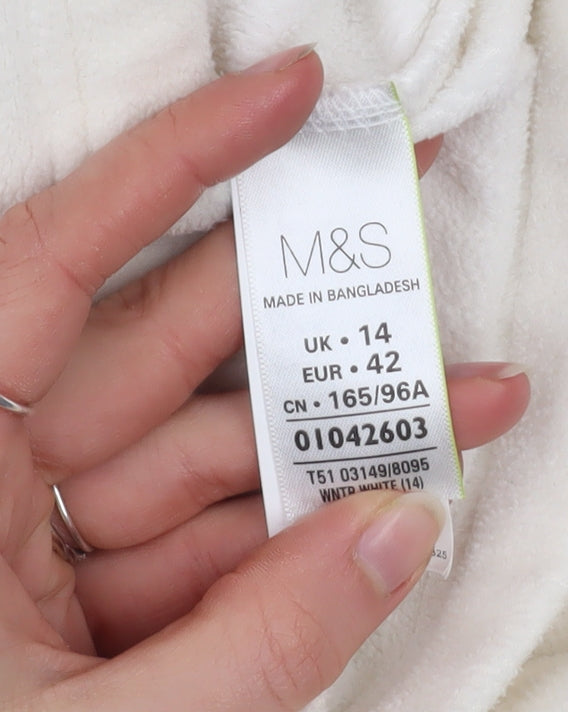 M&S
MADE IN BANGLADESH
UK • 14
EUR • 42
CN • 165/96A
01042603
T51 03149/8095
WNTR WHITE (14)